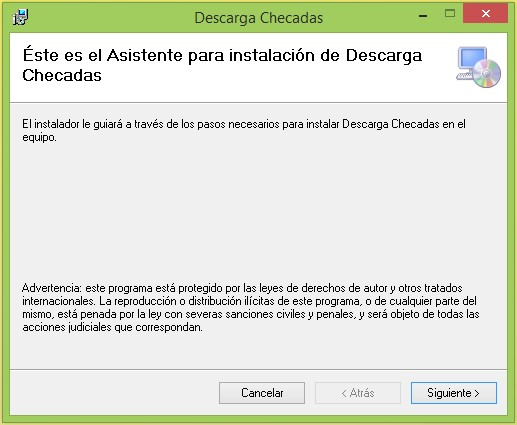 Descarga Checadas
Éste es el Asistente para instalación de Descarga
Checadas
El instalador le guiará a través de los pasos necesarios para instalar Descarga Checadas en el
equipo.
Advertencia: este programa está protegido por las leyes de derechos de autor y otros tratados
internacionales. La reproducción o distribución ilícitas de este programa, o de cualquier parte del
mismo, está penada por la ley con severas sanciones civiles y penales, y será objeto de todas las
acciones judiciales que correspondan.
Cancelar
< Atrás
Siguiente >